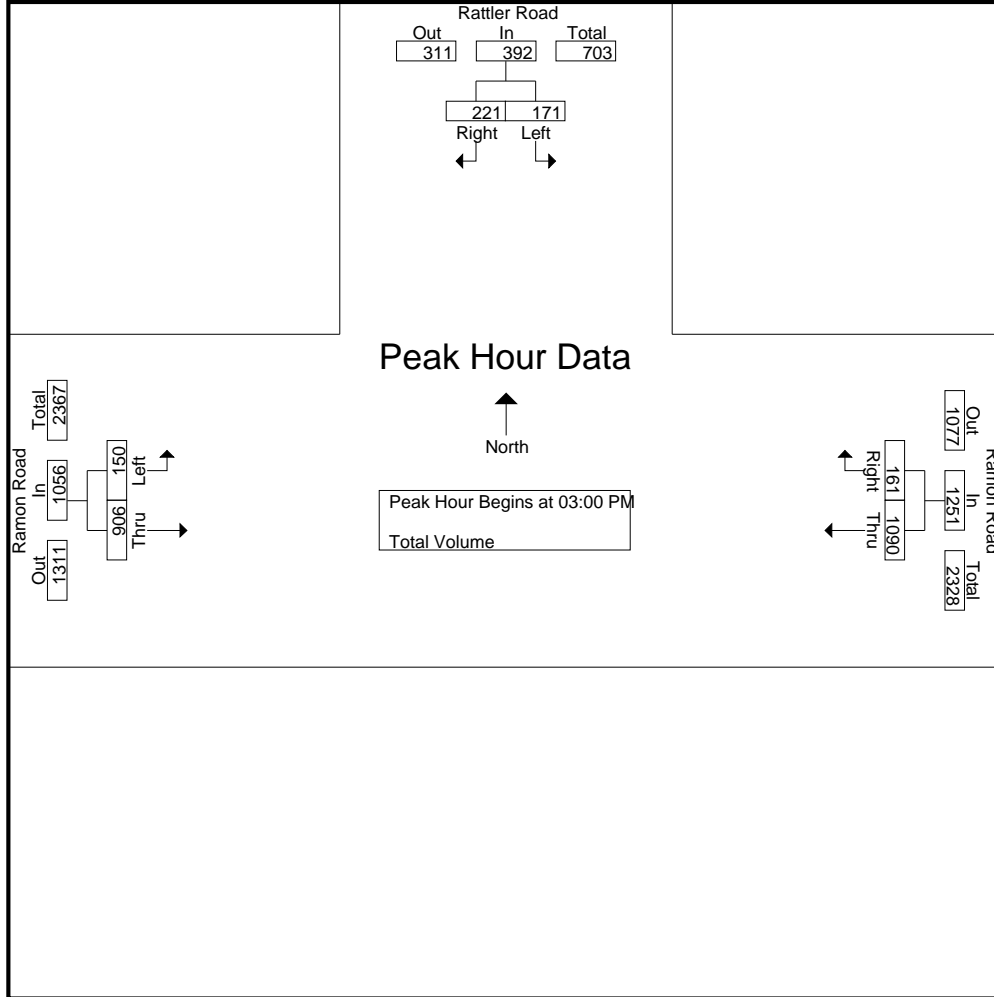 Rattler Road
Out In Total
311 392 703
221 171
Right Left
Peak Hour Data
North
Peak Hour Begins at 03:00 PM
Total Volume
Ramon Road
Total In Out
2367 1056 1311
150 906
Left Thru
Ramon Road
Out In Total
1077 1251 2328
161 1090
Right Thru